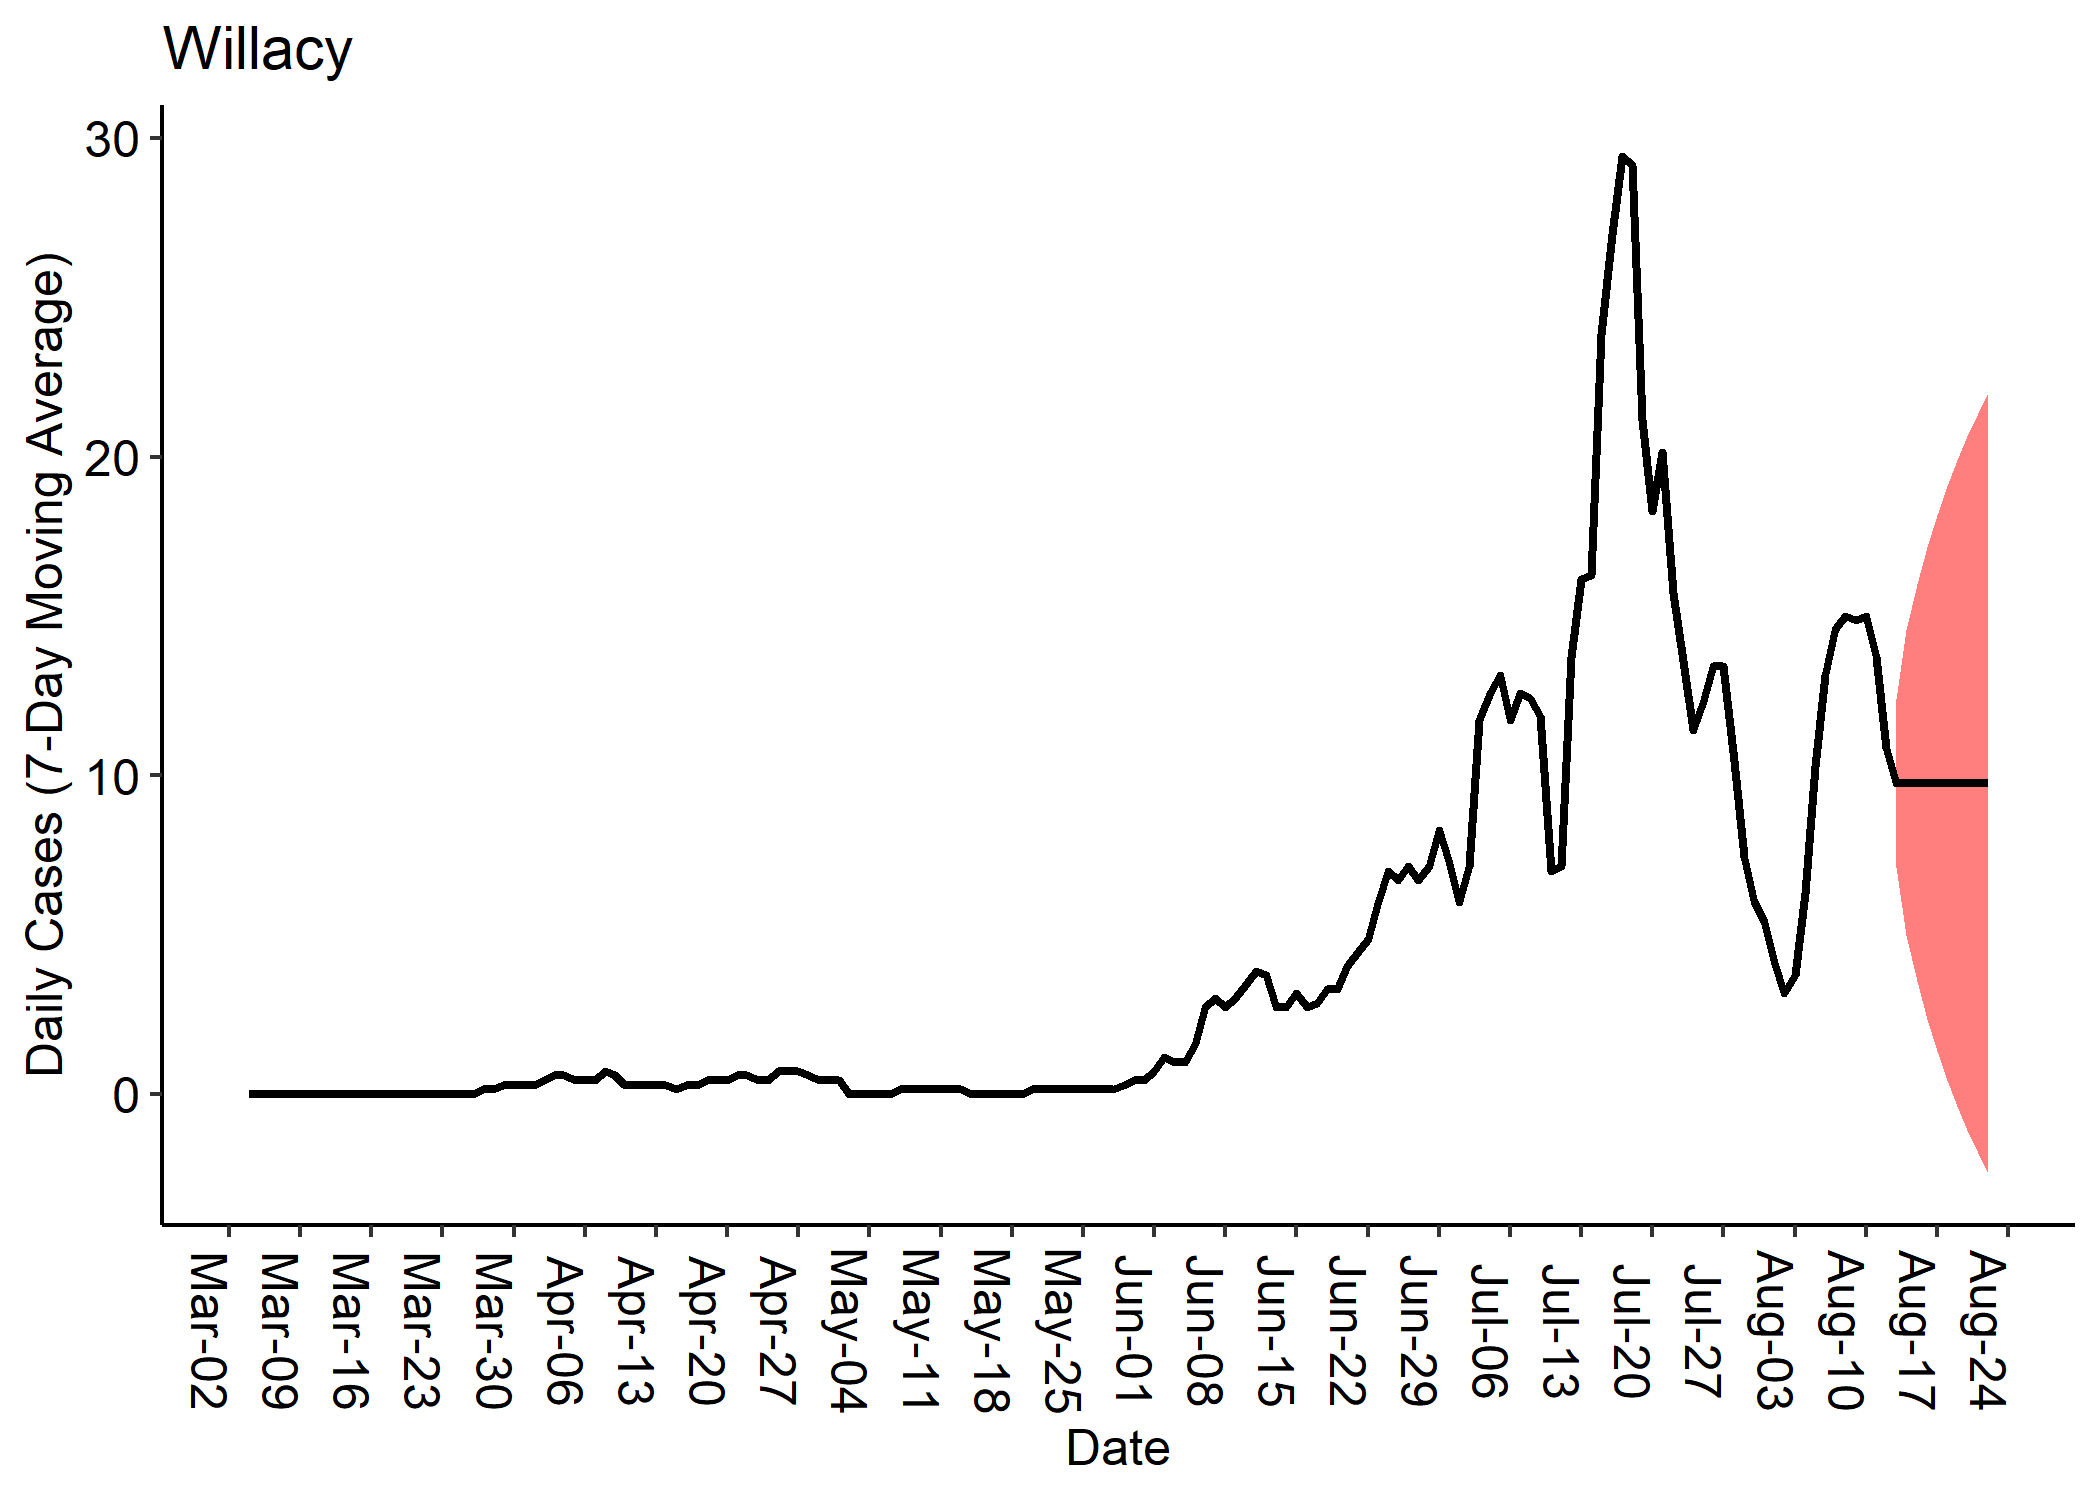 Willacy
Daily Cases (7-Day Moving Average)
30
20
10
0
Mar-02
Mar-09
Mar-16
Mar-23
Mar-30
Apr-06
Apr-13
Apr-20
Apr-27
May-04
May-11
May-18
May-25
Jun-01
Jun-08
Jun-15
Jun-22
Jun-29
Jul-06
Jul-13
Jul-20
Jul-27
Aug-03
Aug-10
Aug-17
Aug-24
Date